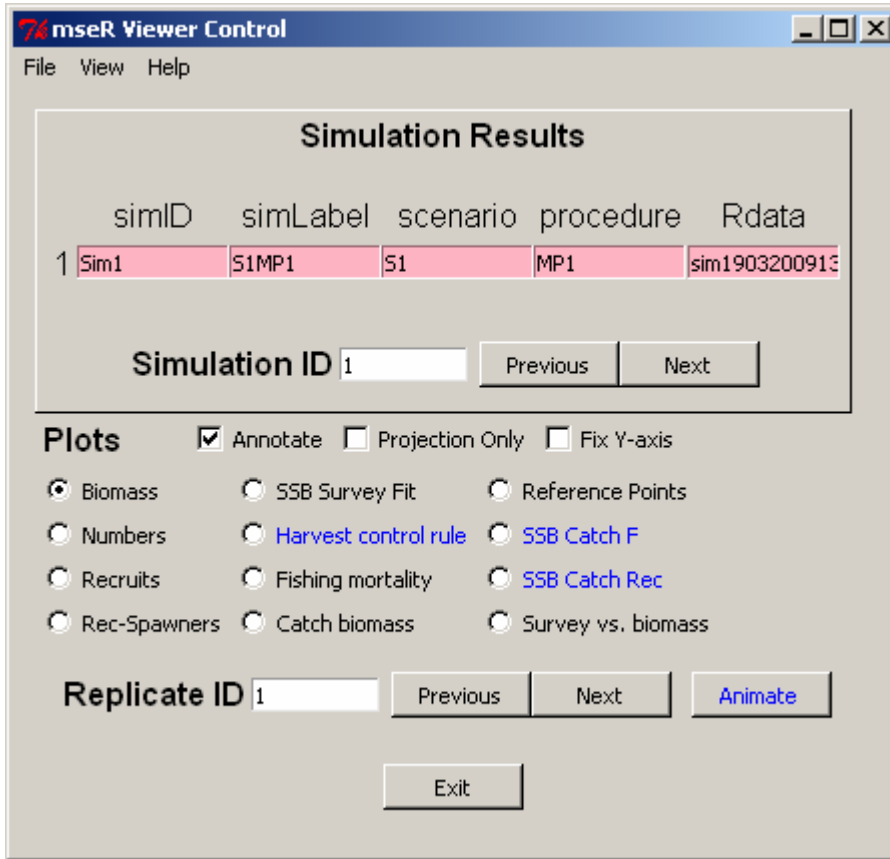 mseR Viewer Control
File View Help
Simulation Results
simID simLabel scenario procedure Rdata
1 Sim1 S1MP1 S1 MP1 sim1903200913
Simulation ID 1 Previous Next
Plots Annotate Projection Only Fix Y-axis
Biomass SSB Survey Fit Reference Points
Numbers Harvest control rule SSB Catch F
Recruits Fishing mortality SSB Catch Rec
Rec-Spawners Catch biomass Survey vs. biomass
Replicate ID 1 Previous Next Animate
Exit